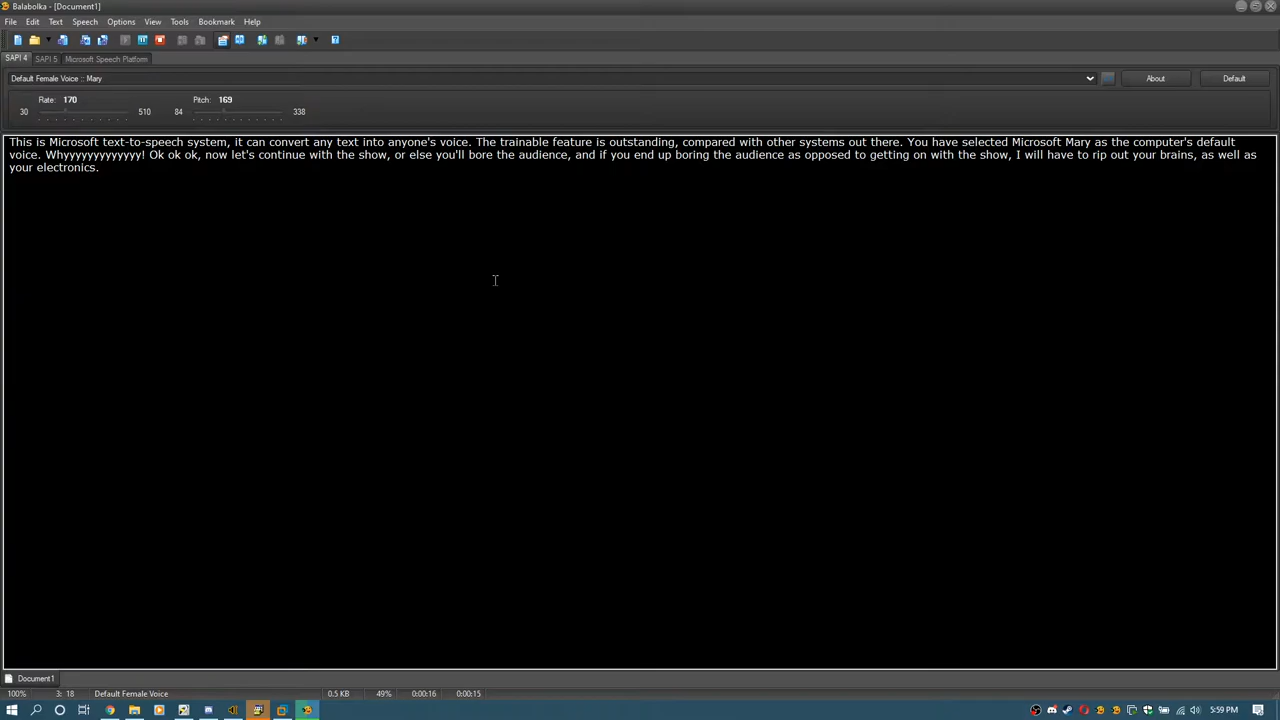 Balabolka - [Document1]
File Edit Text Speech Options View Tools Bookmark Help
SAPI 4 SAPI 5 Microsoft Speech Platform
Default Female Voice :: Mary About Default
Rate: 170 Pitch: 169
30 510 84 338
This is Microsoft text-to-speech system, it can convert any text into anyone's voice. The trainable feature is outstanding, compared with other systems out there. You have selected Microsoft Mary as the computer's default
voice. Whyyyyyyyyyyyyy! Ok ok ok, now let's continue with the show, or else you'll bore the audience, and if you end up boring the audience as opposed to getting on with the show, I will have to rip out your brains, as well as
your electronics.
Document1
100% 3: 18 Default Female Voice 0.5 KB 49% 0:00:16 0:00:15
5:59 PM